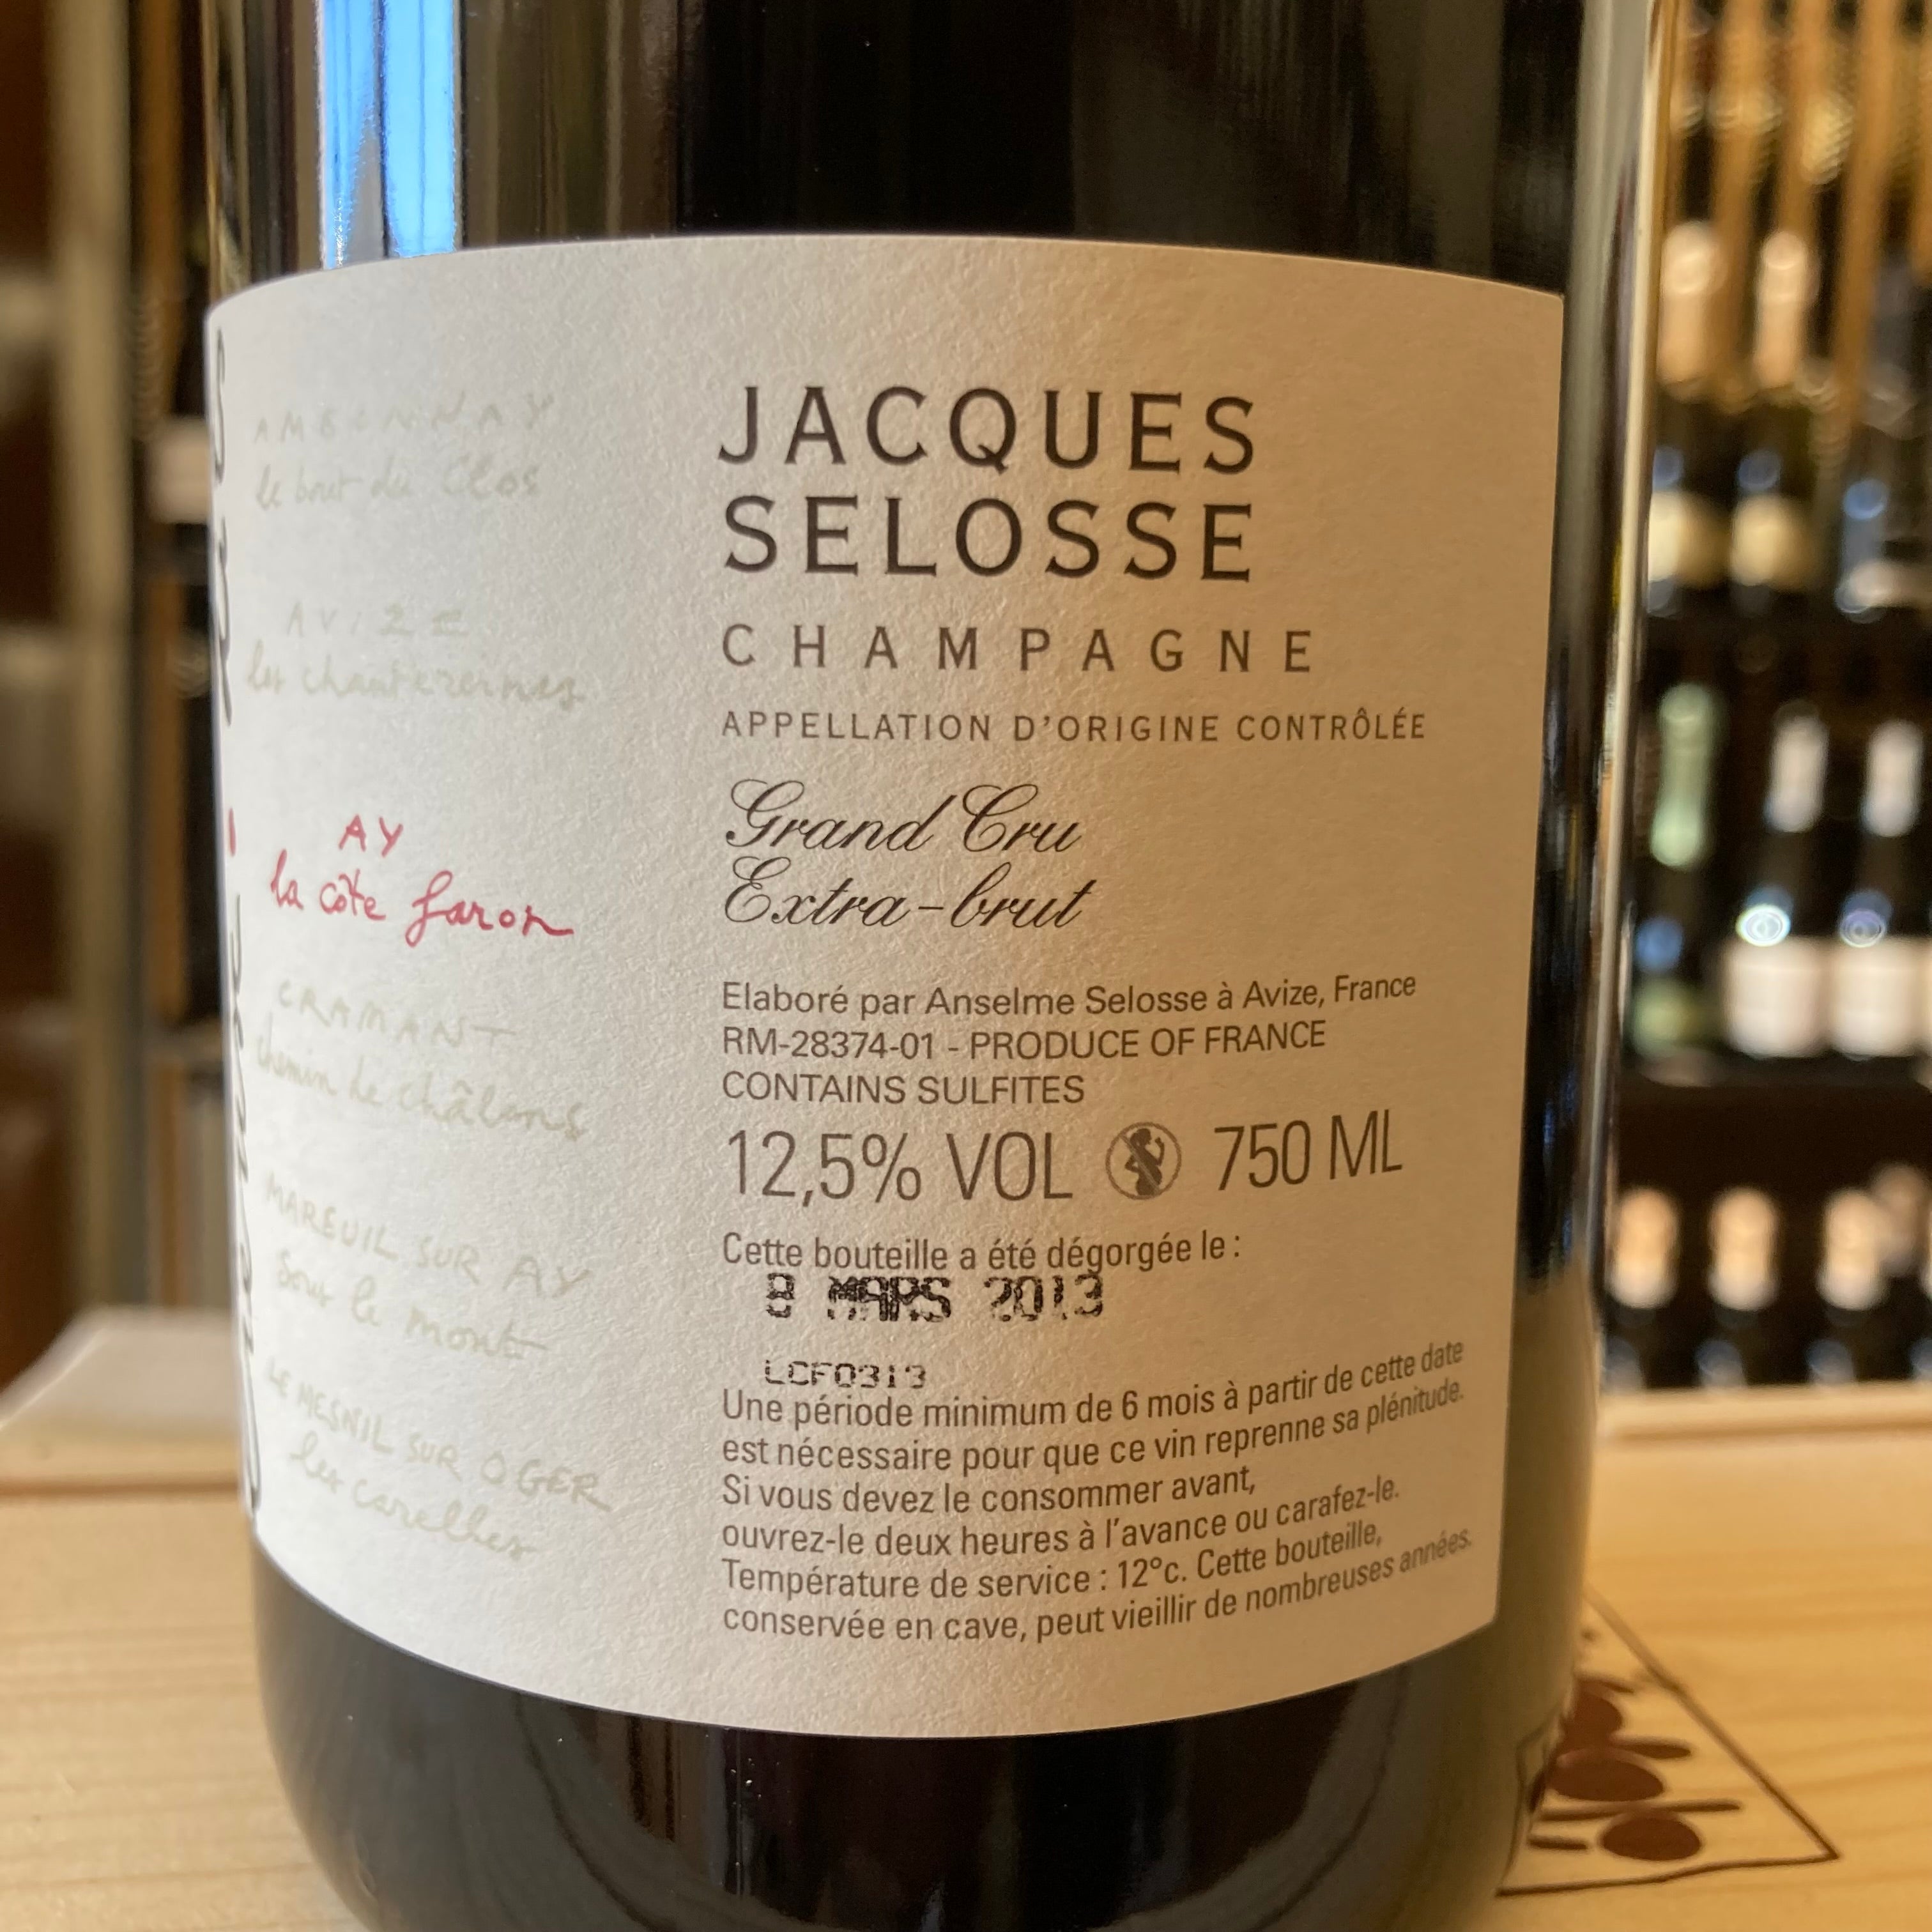 AMBONNAY
le bout du Clos
AVIZE
les chantereines
AY
la côte faron
CRAMANT
chemin de châlons
MAREUIL SUR AY
Sous le mont
LE MESNIL SUR OGER
les carelles
JACQUES
SELOSSE
CHAMPAGNE
APPELLATION D'ORIGINE CONTRÔLÉE
Grand Cru
Extra-brut
Elaboré par Anselme Selosse à Avize, France
RM-28374-01 - PRODUCE OF FRANCE
CONTAINS SULFITES
12,5% VOL 750 ML
Cette bouteille a été dégorgée le :
8 MARS 2013
LCF0313
Une période minimum de 6 mois à partir de cette date
est nécessaire pour que ce vin reprenne sa plénitude.
Si vous devez le consommer avant,
ouvrez-le deux heures à l'avance ou carafez-le.
Température de service : 12°c. Cette bouteille,
conservée en cave, peut vieillir de nombreuses années.